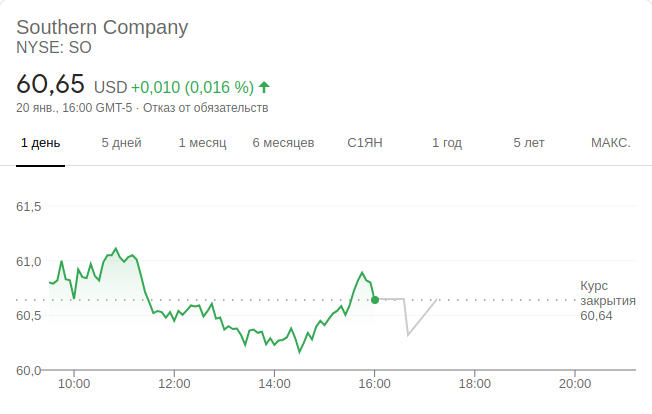 Southern Company
NYSE: SO
60,65 USD +0,010 (0,016 %)
20 янв., 16:00 GMT-5 · Отказ от обязательств
1 день 5 дней 1 месяц 6 месяцев С1ЯН 1 год 5 лет МАКС.
61,5
61,0
Курс
закрытия
60,64
60,5
60,0
10:00 12:00 14:00 16:00 18:00 20:00